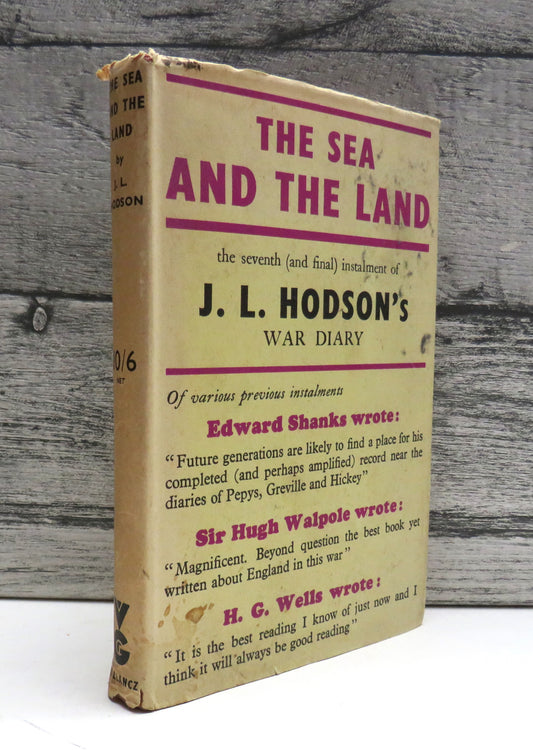 THE SEA
AND THE
LAND
by
J. L.
HODSON
0/6
NET
VG
THE SEA
AND THE LAND
the seventh (and final) instalment of
J. L. HODSON's
WAR DIARY
Of various previous instalments
Edward Shanks wrote:
"Future generations are likely to find a place for his
completed (and perhaps amplified) record near the
diaries of Pepys, Greville and Hickey"
Sir Hugh Walpole wrote:
"Magnificent. Beyond question the best book yet
written about England in this war"
H. G. Wells wrote:
"It is the best reading I know of just now and I
think it will always be good reading"